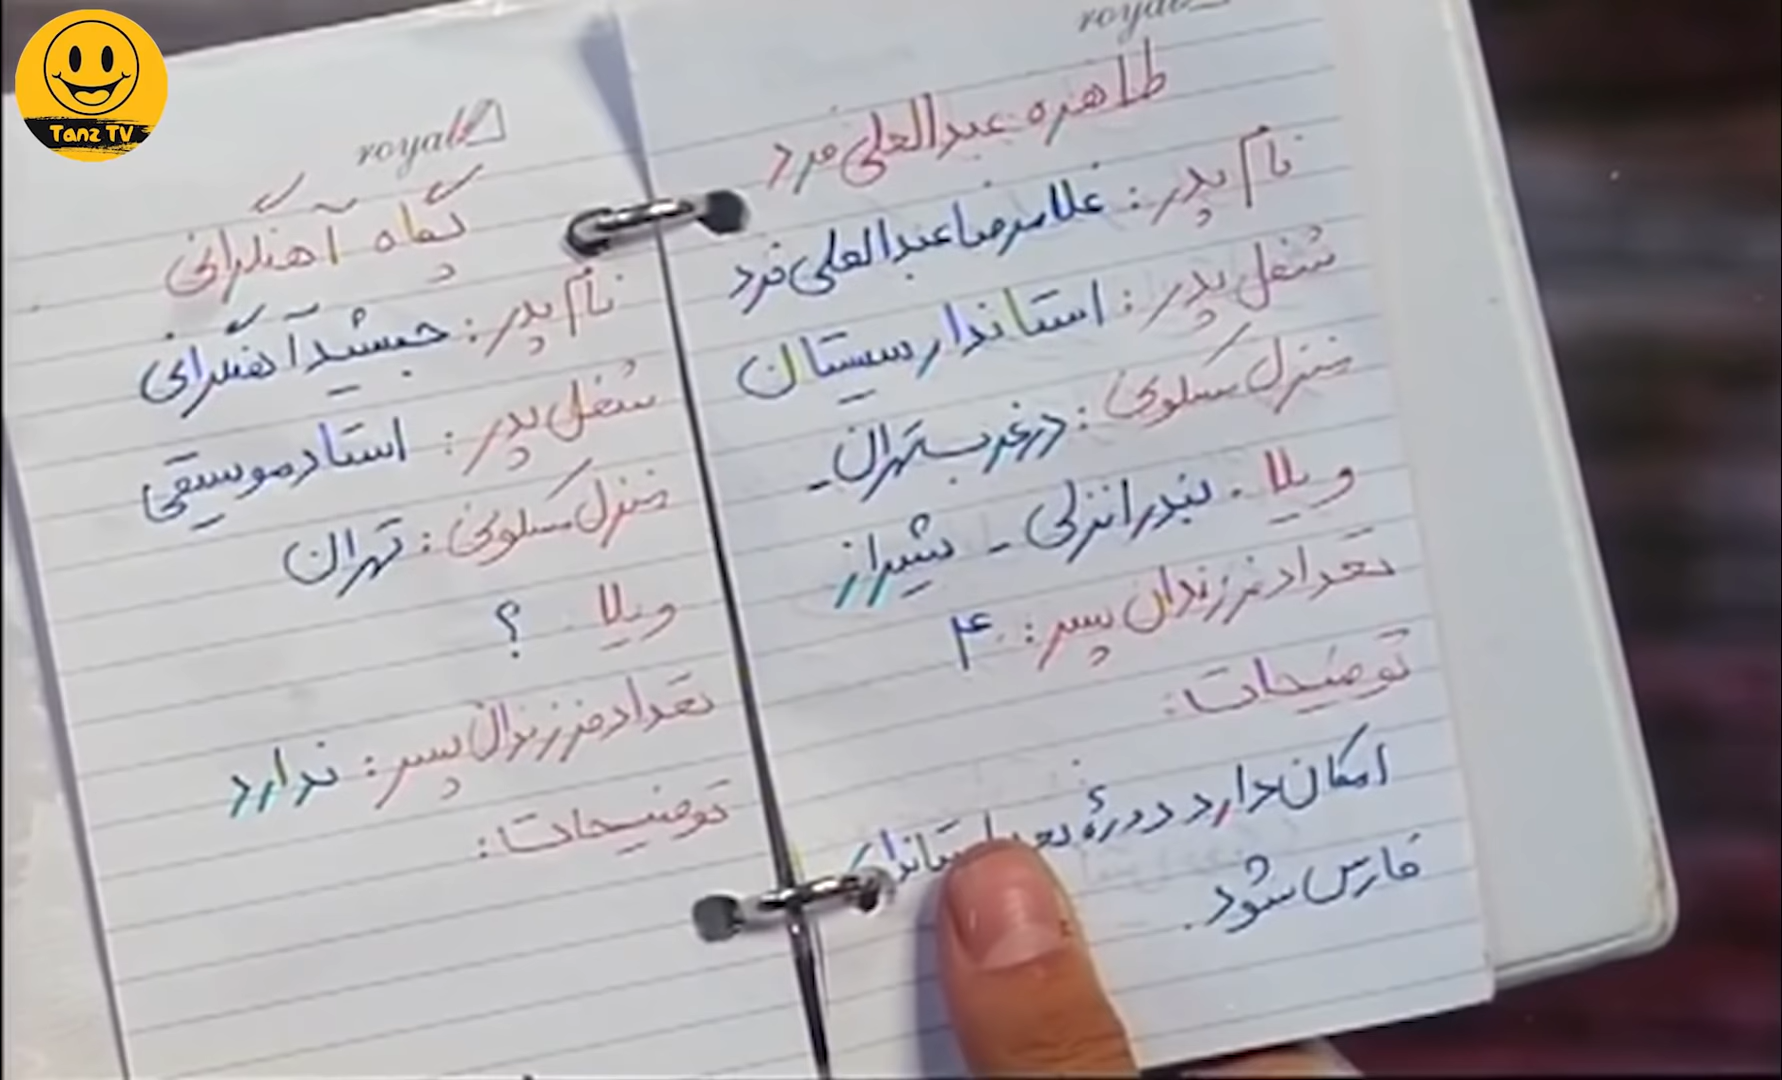 Tanz TV
royal
طاهره عبدالعلی فرد
نام پدر: غلامرضا عبدالعلی فرد
شغل پدر: استاندار سیستان
منزل مسکونی: در غرب تهران -
ویلا . بندر انزلی - شیراز
تعداد فرزندان پسر: ۴
توضیحات:
امکان دارد دورهٔ بعد استاندار
فارس شود.
royal
پگاه آهنگرانی
نام پدر: جمشید آهنگرانی
شغل پدر: استاد موسیقی
منزل مسکونی: تهران
ویلا ؟
تعداد فرزندان پسر: ندارد
توضیحات: